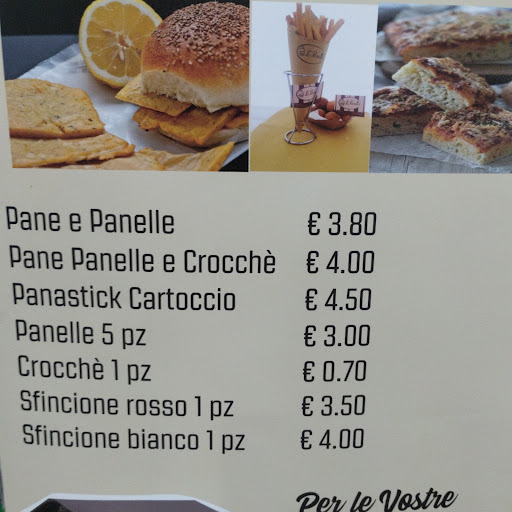 Pane e Panelle € 3.80
Pane Panelle e Crocchè € 4.00
Panastick Cartoccio € 4.50
Panelle 5 pz € 3.00
Crocchè 1 pz € 0.70
Sfincione rosso 1 pz € 3.50
Sfincione bianco 1 pz € 4.00
Per le Vostre